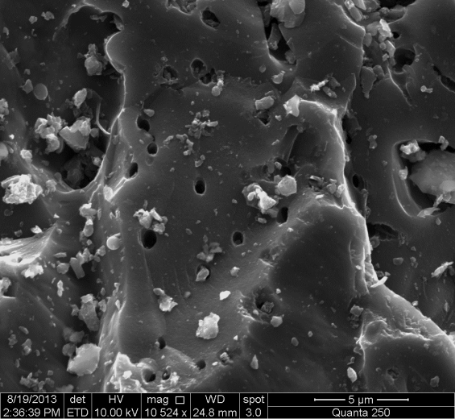 8/19/2013 det HV mag □ WD spot 5 µm
2:36:39 PM ETD 10.00 kV 10 524 x 24.8 mm 3.0 Quanta 250